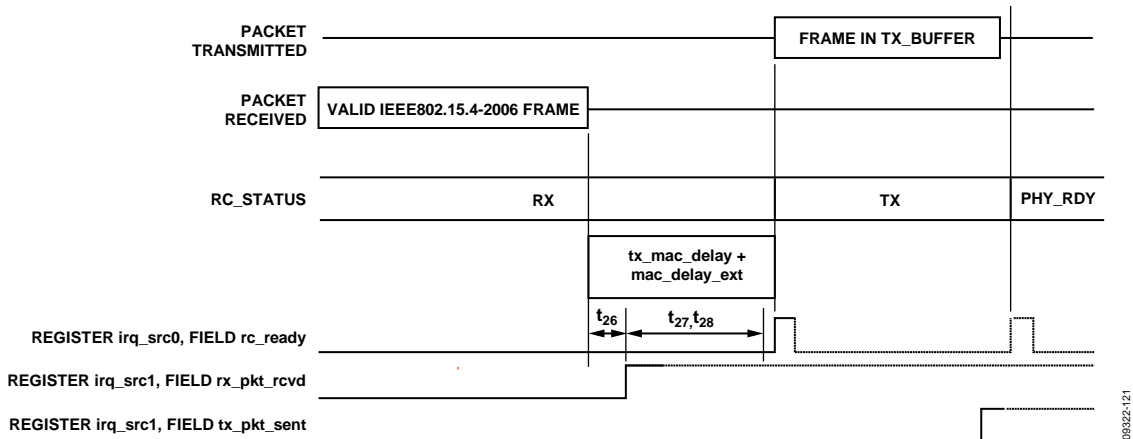 PACKET
TRANSMITTED
FRAME IN TX_BUFFER
PACKET
RECEIVED
VALID IEEE802.15.4-2006 FRAME
RC_STATUS
RX
TX
PHY_RDY
tx_mac_delay +
mac_delay_ext
t26
t27,t28
REGISTER irq_src0, FIELD rc_ready
REGISTER irq_src1, FIELD rx_pkt_rcvd
REGISTER irq_src1, FIELD tx_pkt_sent
09322-121